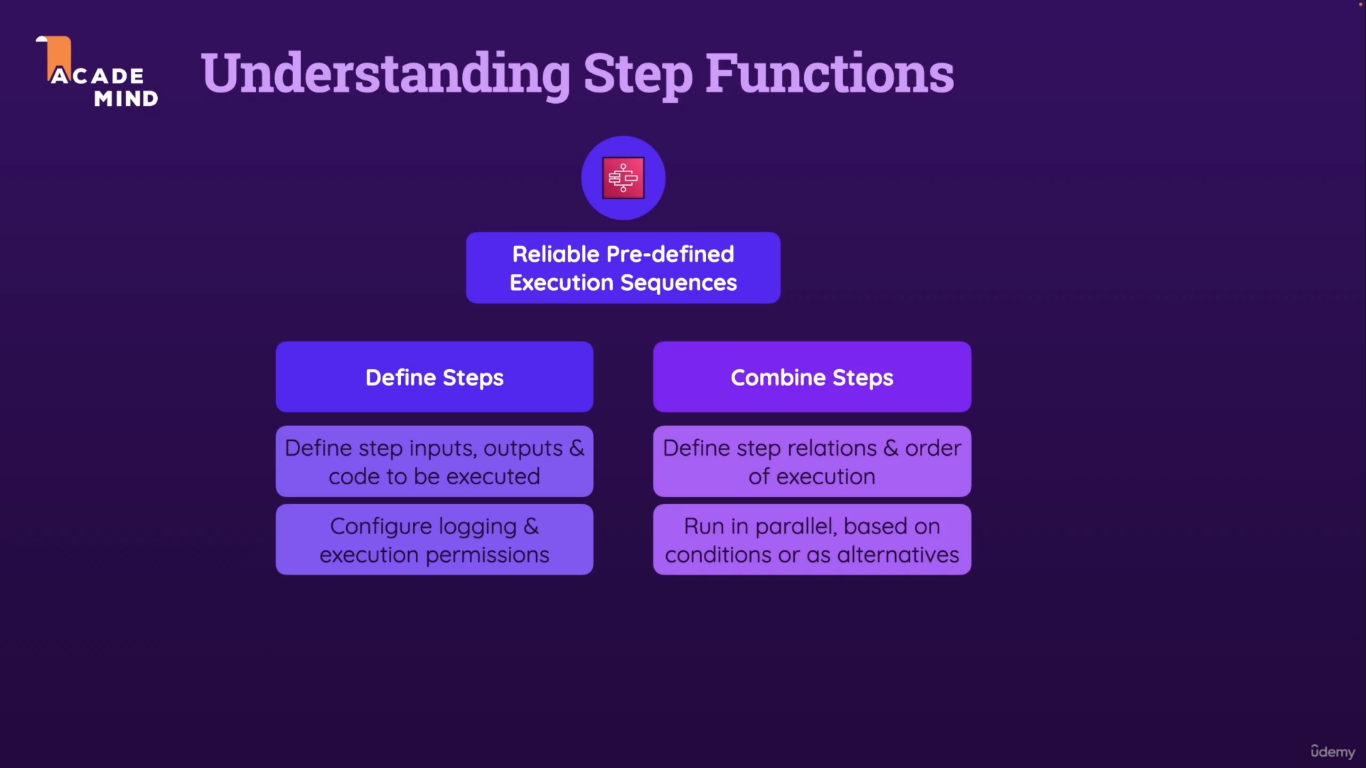 ACADE
MIND
Understanding Step Functions
Reliable Pre-defined
Execution Sequences
Define Steps
Define step inputs, outputs &
code to be executed
Configure logging &
execution permissions
Combine Steps
Define step relations & order
of execution
Run in parallel, based on
conditions or as alternatives
ûdemy